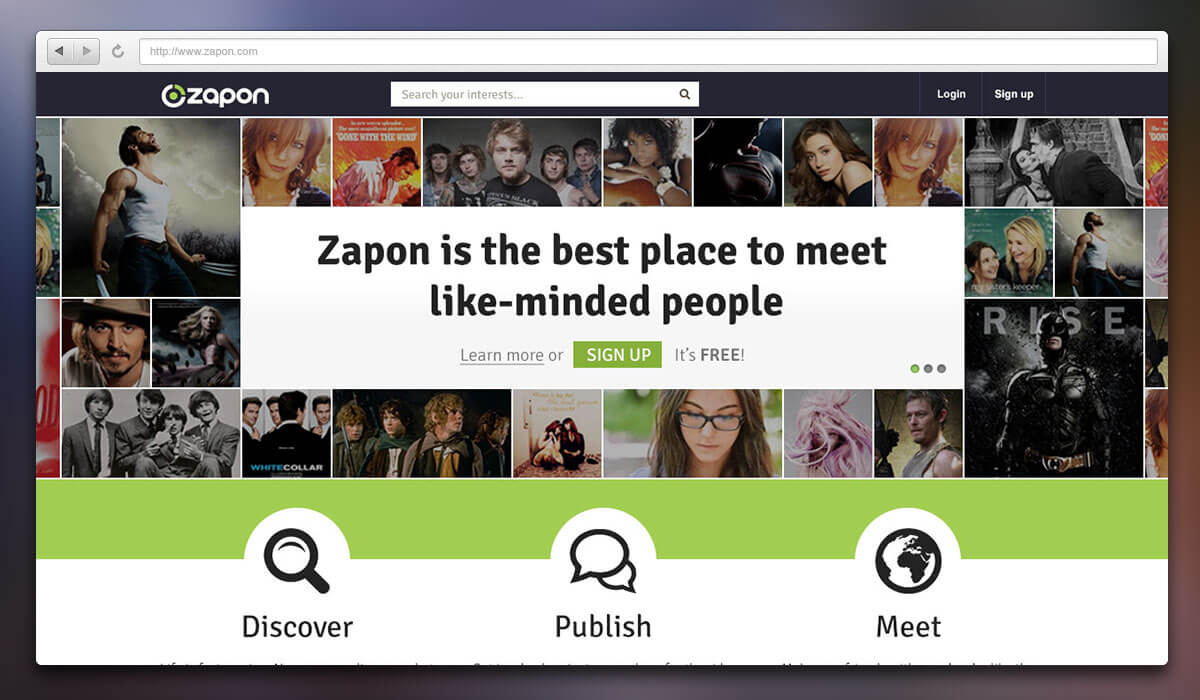 http://www.zapon.com
zapon
Search your interests...
Login
Sign up
GONE WITH THE WIND
Zapon is the best place to meet
like-minded people
Learn more or SIGN UP It's FREE!
my sister's keeper
RISE
WHITECOLLAR
Discover
Publish
Meet